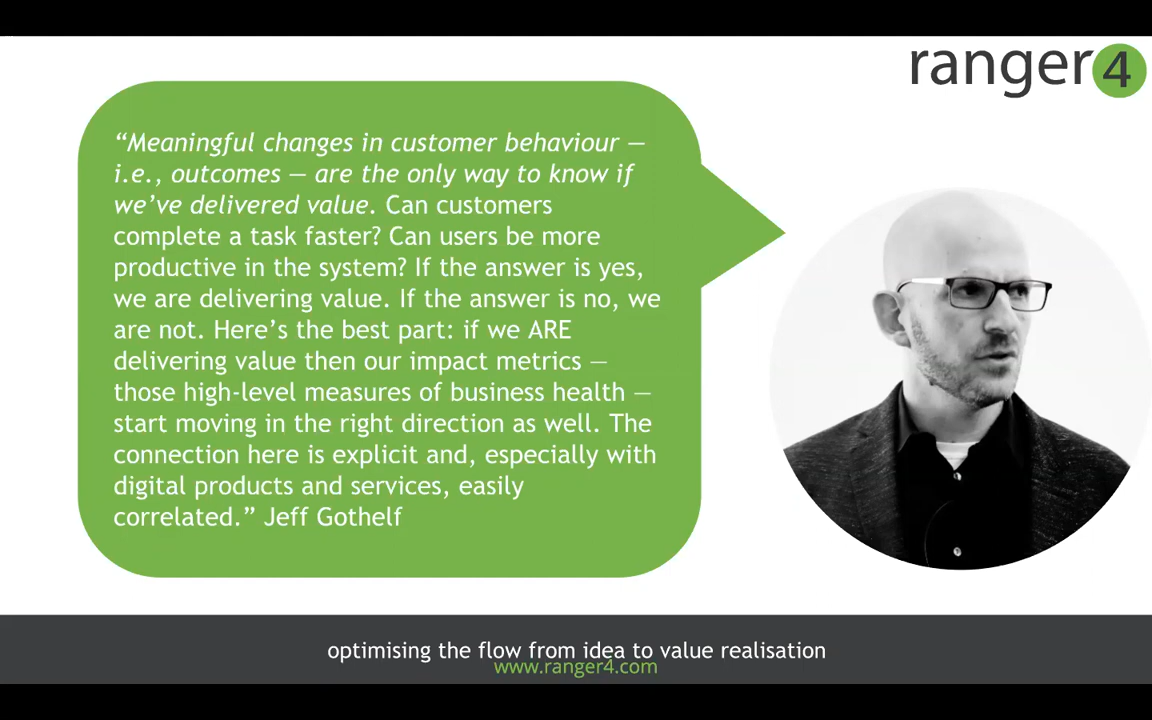 ranger4
“Meaningful changes in customer behaviour —
i.e., outcomes — are the only way to know if
we’ve delivered value. Can customers
complete a task faster? Can users be more
productive in the system? If the answer is yes,
we are delivering value. If the answer is no, we
are not. Here’s the best part: if we ARE
delivering value then our impact metrics —
those high-level measures of business health —
start moving in the right direction as well. The
connection here is explicit and, especially with
digital products and services, easily
correlated.” Jeff Gothelf
optimising the flow from idea to value realisation
www.ranger4.com